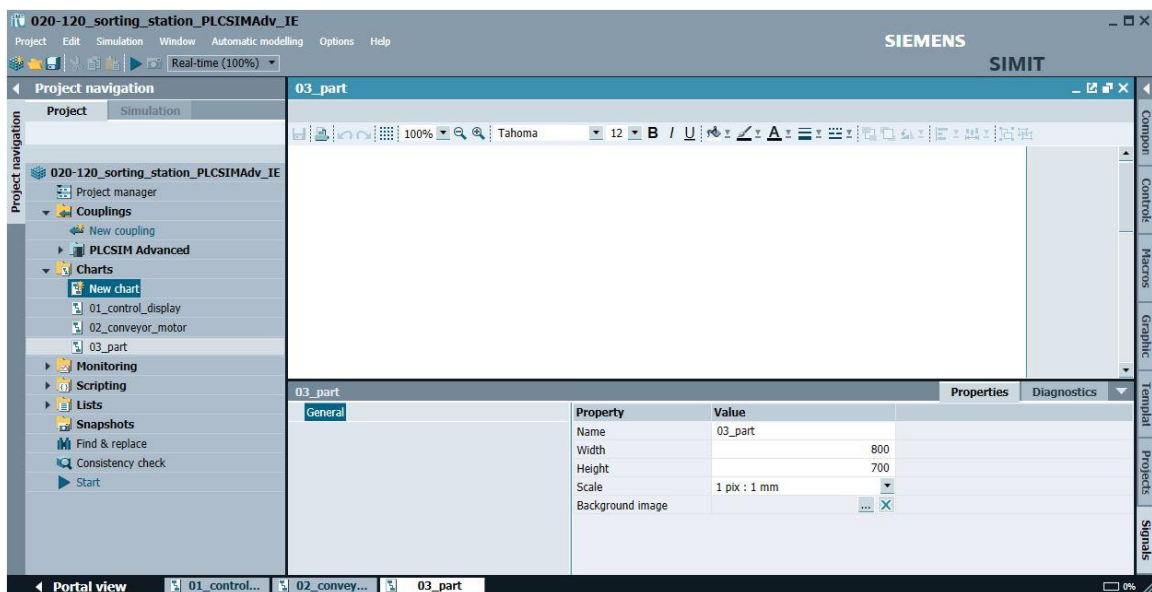 020-120_sorting_station_PLCSIMAdv_IE
Project Edit Simulation Window Automatic modelling Options Help
SIEMENS
Real-time (100%)
SIMIT
Project navigation
03_part
Project Simulation
Project navigation
100% Tahoma 12 B I U A
020-120_sorting_station_PLCSIMAdv_IE
Project manager
Couplings
New coupling
PLCSIM Advanced
Charts
New chart
01_control_display
02_conveyor_motor
03_part
Monitoring
Scripting
Lists
Snapshots
Find & replace
Consistency check
Start
03_part
Properties Diagnostics
General
Property Value
Name 03_part
Width 800
Height 700
Scale 1 pix : 1 mm
Background image ...
Compon
Controls
Macros
Graphic
Templat
Projects
Signals
Portal view 01_control... 02_convey... 03_part
0%